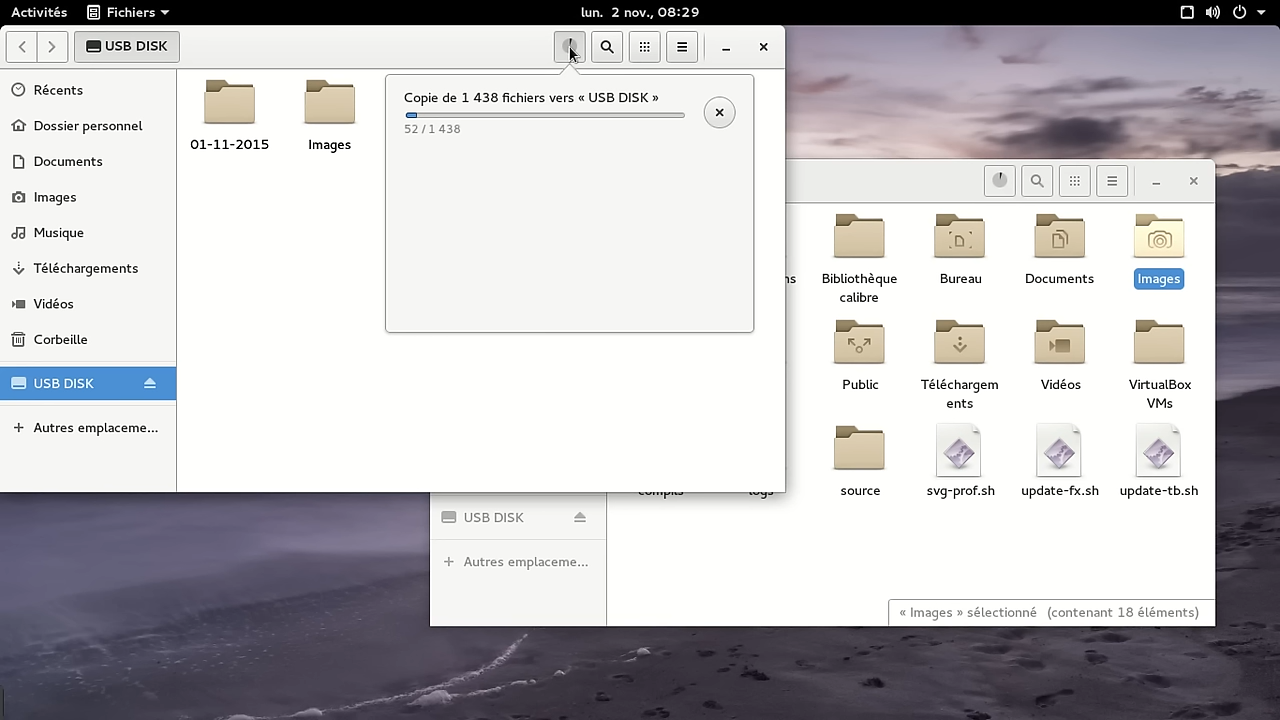 Activités
Fichiers
lun. 2 nov., 08:29
USB DISK
Récents
Dossier personnel
Documents
Images
Musique
Téléchargements
Vidéos
Corbeille
USB DISK
Autres emplaceme...
01-11-2015
Images
Copie de 1 438 fichiers vers « USB DISK »
52 / 1 438
ns
Bibliothèque
calibre
Bureau
Documents
Images
Public
Téléchargem
ents
Vidéos
VirtualBox
VMs
compils
logs
source
svg-prof.sh
update-fx.sh
update-tb.sh
USB DISK
Autres emplaceme...
« Images » sélectionné (contenant 18 éléments)